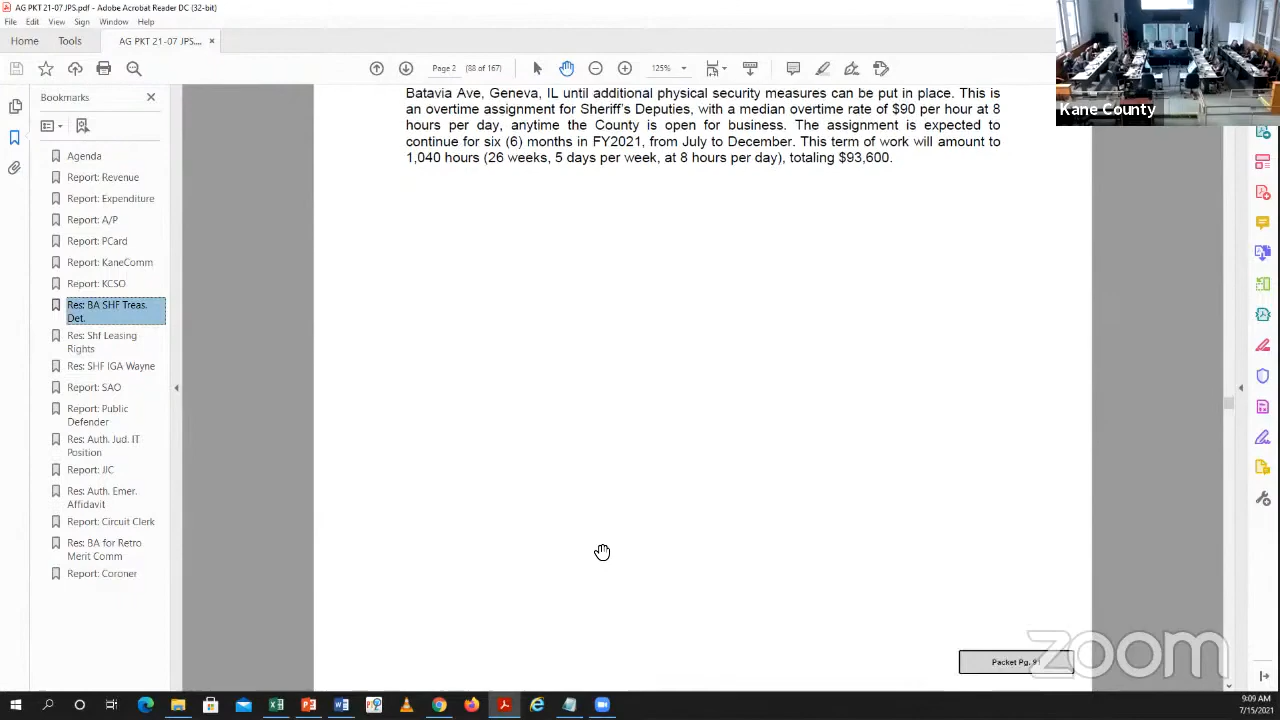 AG PKT 21-07 JPS.pdf - Adobe Acrobat Reader DC (32-bit)
File Edit View Sign Window Help
Home Tools AG PKT 21-07 JPS.... ×
Page 2 (88 of 167) 125%
Bookmarks
Agenda
Report: Revenue
Report: Expenditure
Report: A/P
Report: PCard
Report: KaneComm
Report: KCSO
Res: BA SHF Treas.
Det.
Res: Shf Leasing
Rights
Res: SHF IGA Wayne
Report: SAO
Report: Public
Defender
Res: Auth. Jud. IT
Position
Report: JJC
Res: Auth. Emer.
Affidavit
Report: Circuit Clerk
Res: BA for Retro
Merit Comm
Report: Coroner
Batavia Ave, Geneva, IL until additional physical security measures can be put in place. This is
an overtime assignment for Sheriff's Deputies, with a median overtime rate of $90 per hour at 8
hours per day, anytime the County is open for business. The assignment is expected to
continue for six (6) months in FY2021, from July to December. This term of work will amount to
1,040 hours (26 weeks, 5 days per week, at 8 hours per day), totaling $93,600.
Packet Pg.
Kane County
zoom
9:09 AM
7/15/2021